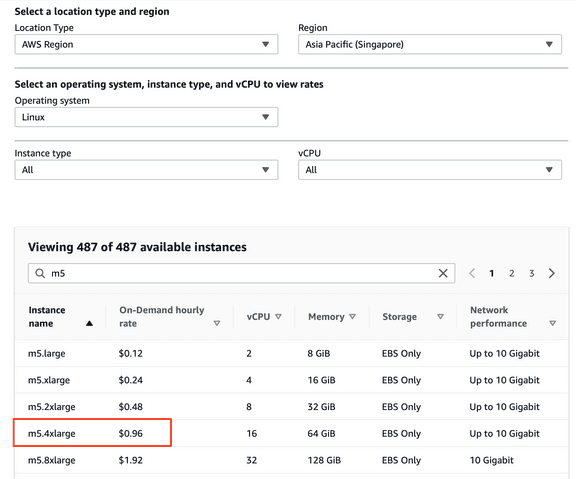 Select a location type and region
Location Type
Region
AWS Region
Asia Pacific (Singapore)
Select an operating system, instance type, and vCPU to view rates
Operating system
Linux
Instance type
vCPU
All
All
Viewing 487 of 487 available instances
m5
1 2 3
Instance name On-Demand hourly rate vCPU Memory Storage Network performance
m5.large $0.12 2 8 GiB EBS Only Up to 10 Gigabit
m5.xlarge $0.24 4 16 GiB EBS Only Up to 10 Gigabit
m5.2xlarge $0.48 8 32 GiB EBS Only Up to 10 Gigabit
m5.4xlarge $0.96 16 64 GiB EBS Only Up to 10 Gigabit
m5.8xlarge $1.92 32 128 GiB EBS Only 10 Gigabit